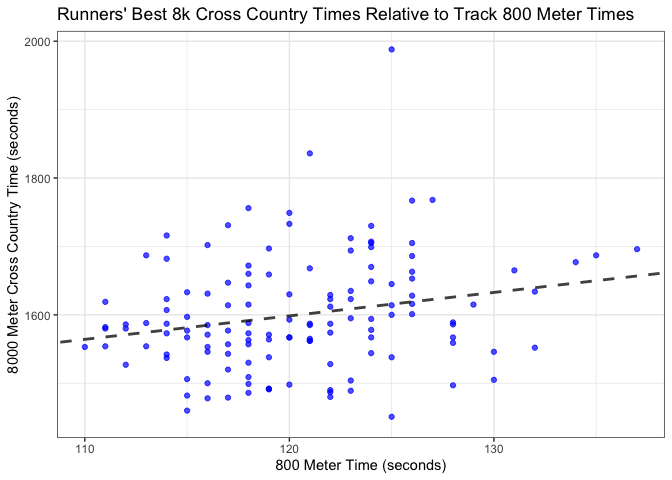 Runners' Best 8k Cross Country Times Relative to Track 800 Meter Times
8000 Meter Cross Country Time (seconds)
2000
1800
1600
110
120
130
800 Meter Time (seconds)